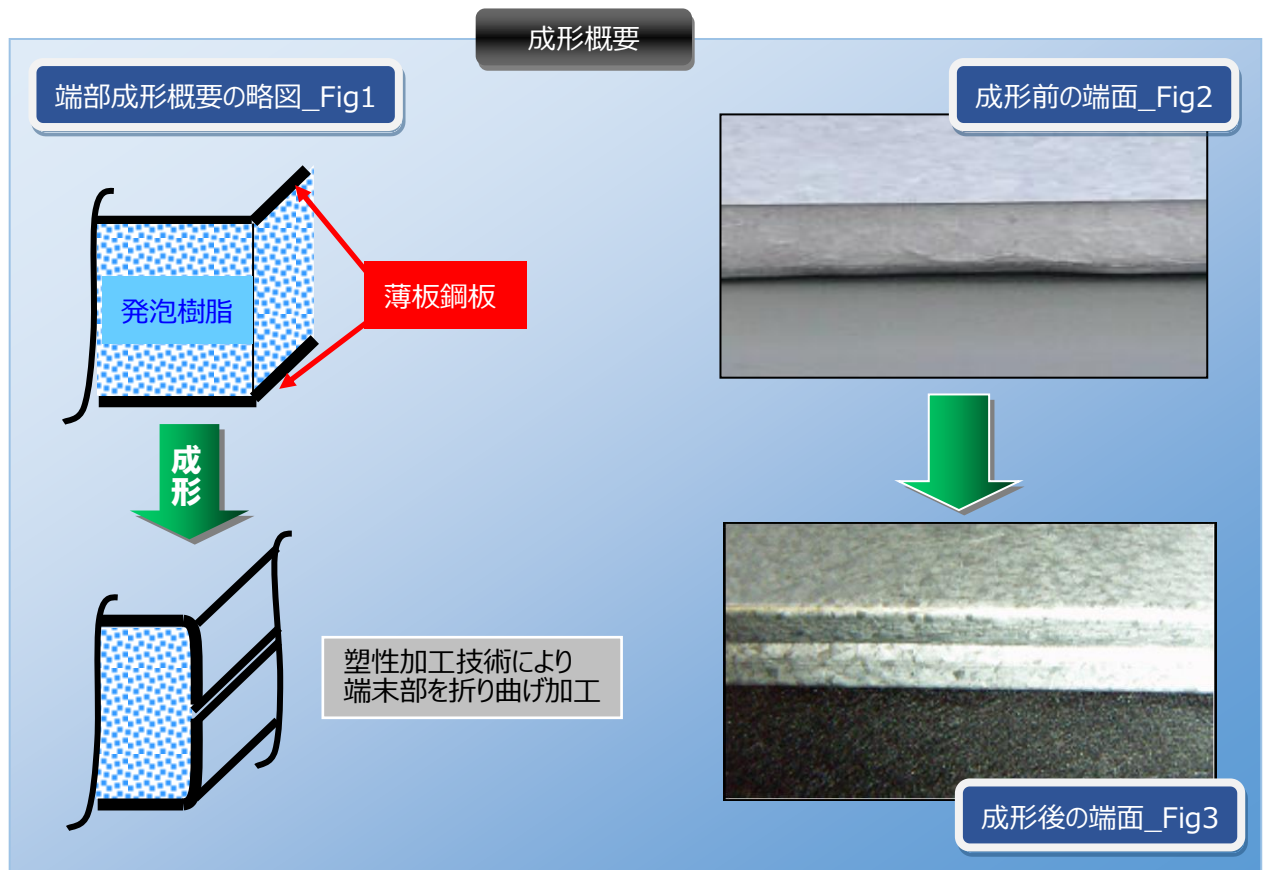 成形概要
端部成形概要の略図_Fig1
成形前の端面_Fig2
発泡樹脂
薄板鋼板
成
形
塑性加工技術により
端末部を折り曲げ加工
成形後の端面_Fig3